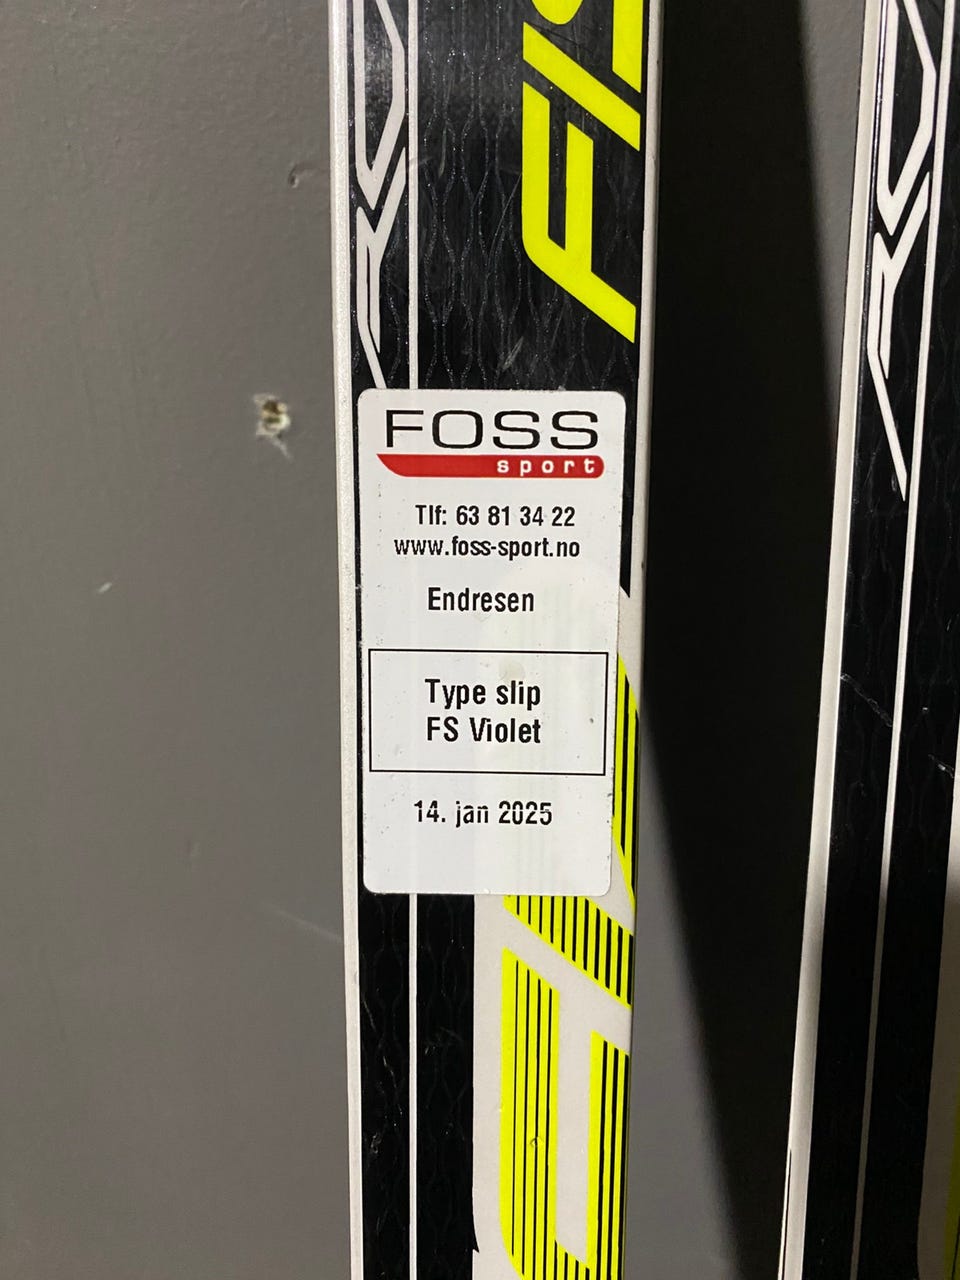 FIS
FOSS
sport
Tlf: 63 81 34 22
www.foss-sport.no
Endresen
Type slip
FS Violet
14. jan 2025